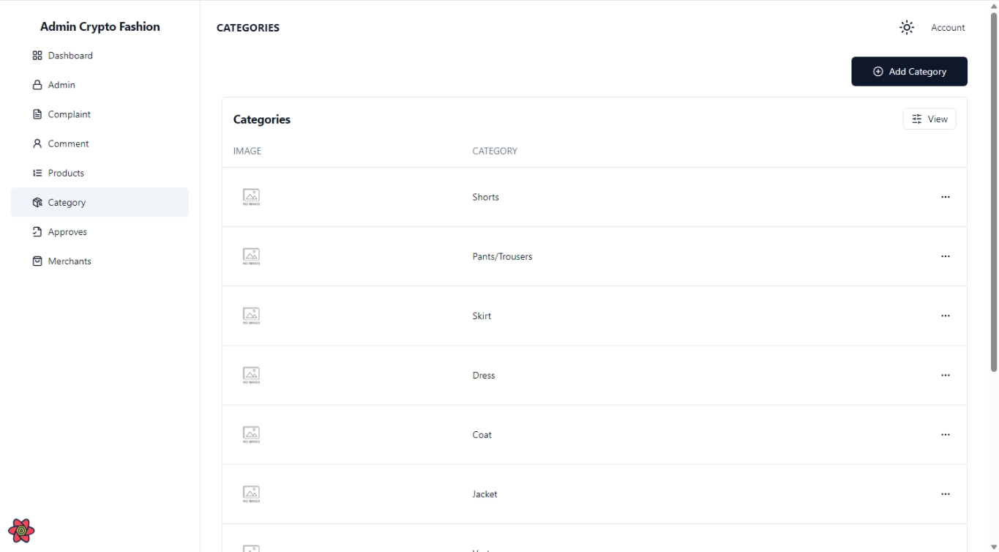 Admin Crypto Fashion
Dashboard
Admin
Complaint
Comment
Products
Category
Approves
Merchants
CATEGORIES
Account
Add Category
Categories
View
IMAGE CATEGORY
NO IMAGE Shorts
NO IMAGE Pants/Trousers
NO IMAGE Skirt
NO IMAGE Dress
NO IMAGE Coat
NO IMAGE Jacket